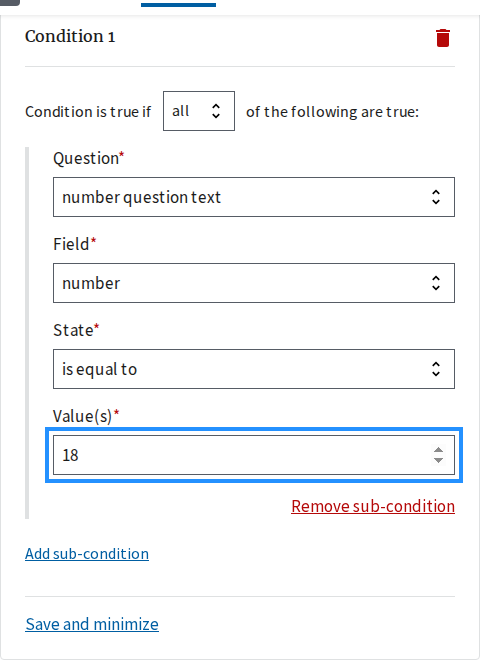 Condition 1
Condition is true if all of the following are true:
Question*
number question text
Field*
number
State*
is equal to
Value(s)*
18
Remove sub-condition
Add sub-condition
Save and minimize